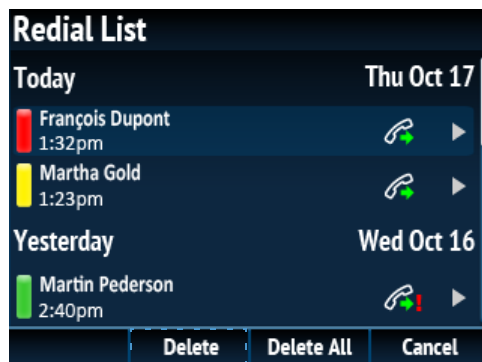 Redial List
Today Thu Oct 17
François Dupont
1:32pm
Martha Gold
1:23pm
Yesterday Wed Oct 16
Martin Pederson
2:40pm
Delete Delete All Cancel